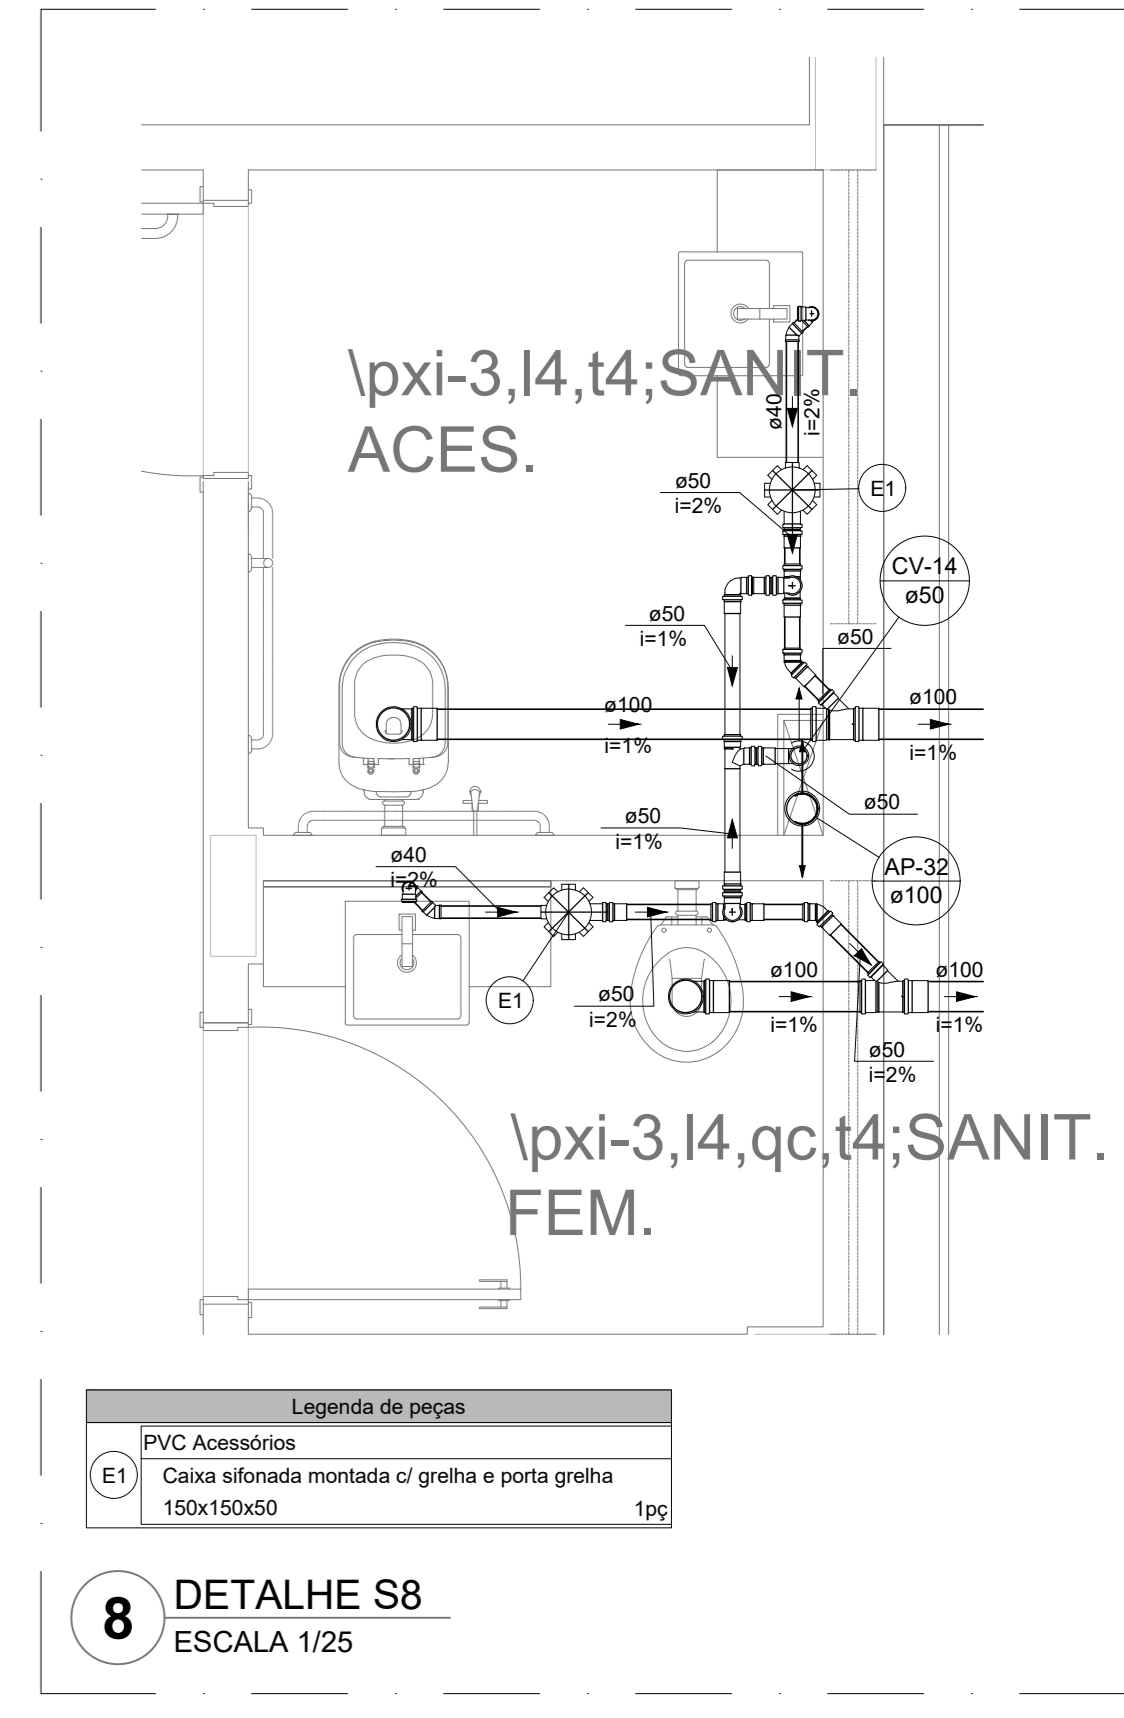 \pxi-3,l4,t4;SANIT.
ACES.
ø40
i=2%
ø50
i=2%
E1
CV-14
ø50
ø50
i=1%
ø50
ø100
i=1%
ø100
i=1%
ø50
ø50
i=1%
AP-32
ø100
ø40
i=2%
E1
ø50
i=2%
ø100
i=1%
ø100
i=1%
ø50
i=2%
\pxi-3,l4,qc,t4;SANIT.
FEM.
Legenda de peças
PVC Acessórios
E1
Caixa sifonada montada c/ grelha e porta grelha
150x150x50 1pç
8
DETALHE S8
ESCALA 1/25